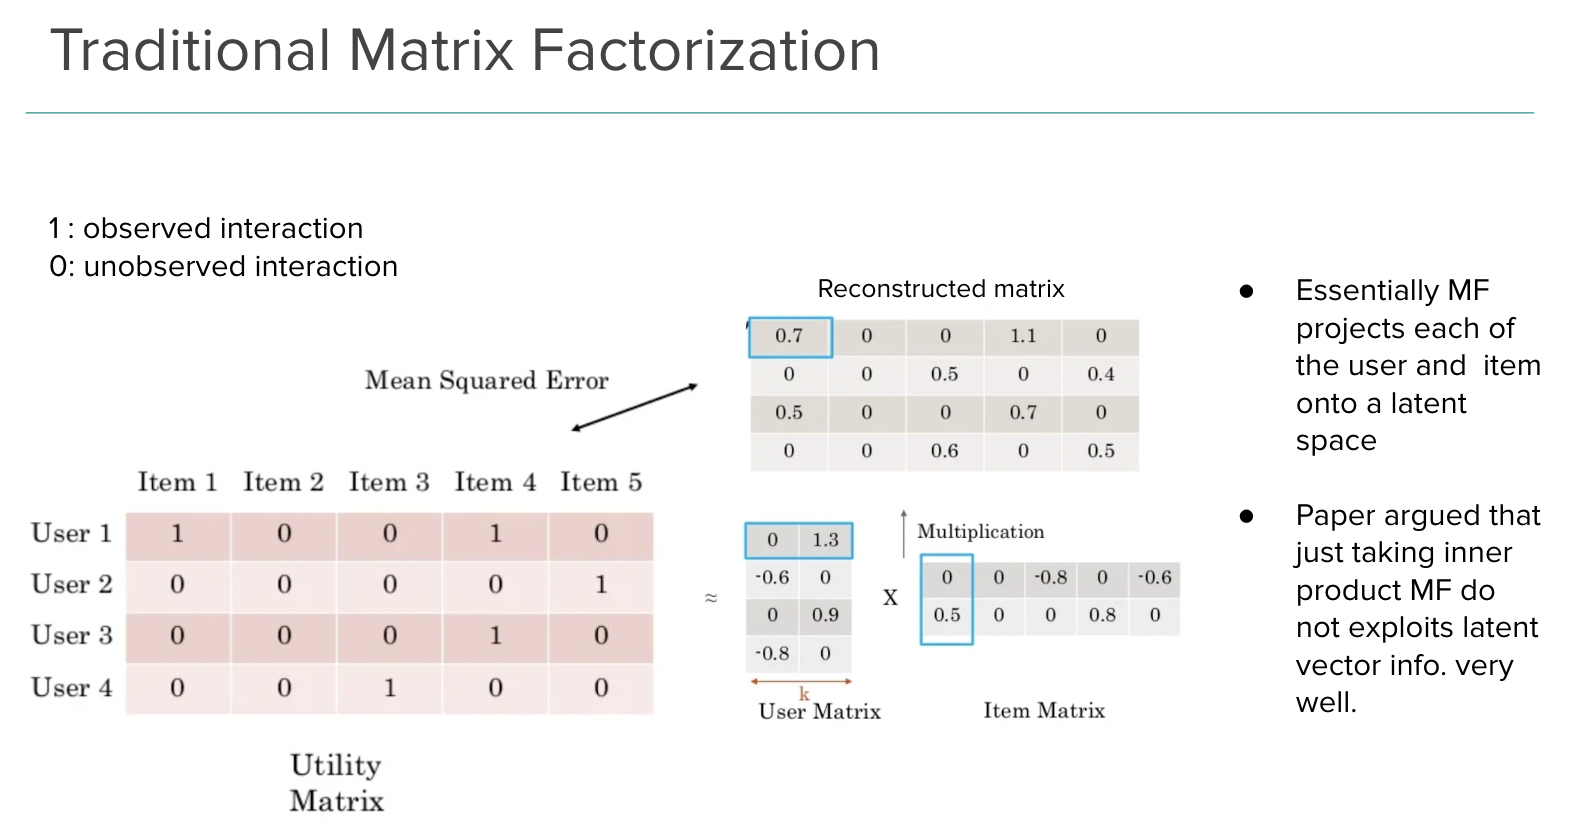 Traditional Matrix Factorization
1 : observed interaction
0: unobserved interaction
Mean Squared Error
Item 1 Item 2 Item 3 Item 4 Item 5
User 1 1 0 0 1 0
User 2 0 0 0 0 1
User 3 0 0 0 1 0
User 4 0 0 1 0 0
Utility
Matrix
Reconstructed matrix
0.7 0 0 1.1 0
0 0 0.5 0 0.4
0.5 0 0 0.7 0
0 0 0.6 0 0.5
≈
0 1.3
-0.6 0
0 0.9
-0.8 0
k
User Matrix
X
Multiplication
0 0 -0.8 0 -0.6
0.5 0 0 0.8 0
Item Matrix
● Essentially MF
projects each of
the user and item
onto a latent
space
● Paper argued that
just taking inner
product MF do
not exploits latent
vector info. very
well.